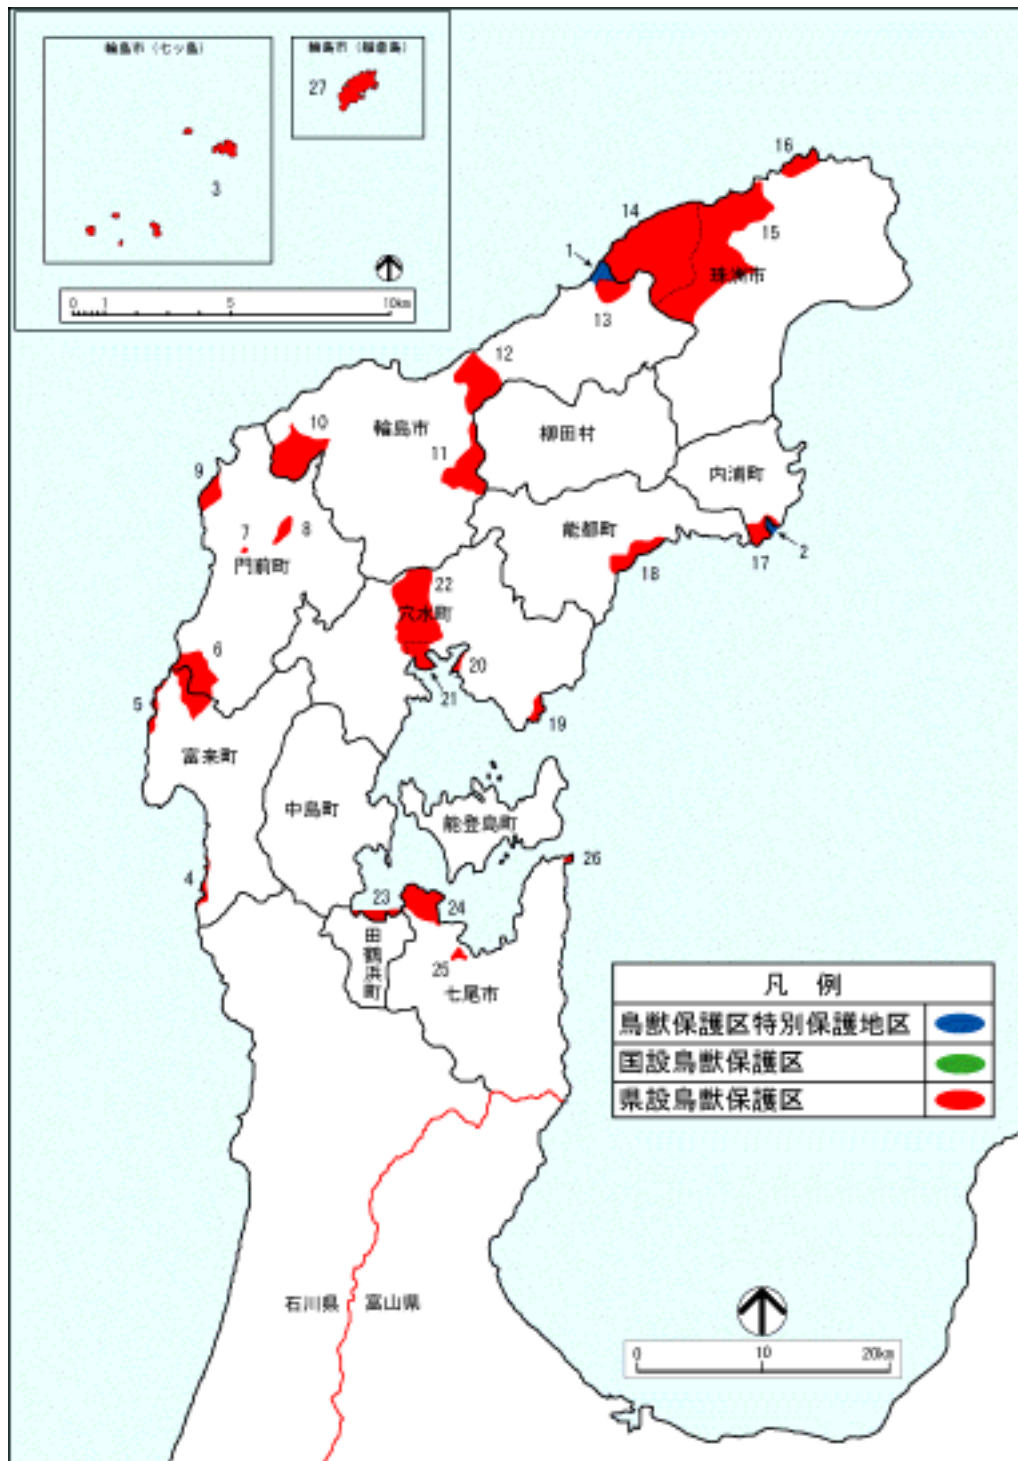 輪島市(七ッ島)
輪島市(舳倉島)
27
3
0 1 5 10km
16
14
15
1
珠洲市
13
12
10
輪島市
柳田村
11
9
内浦町
7
8
能都町
2
17
門前町
18
22
穴水町
6
20
21
5
19
富来町
中島町
能登島町
26
4
23
24
田鶴浜町
25
七尾市
凡 例
鳥獣保護区特別保護地区
国設鳥獣保護区
県設鳥獣保護区
石川県
富山県
0 10 20km